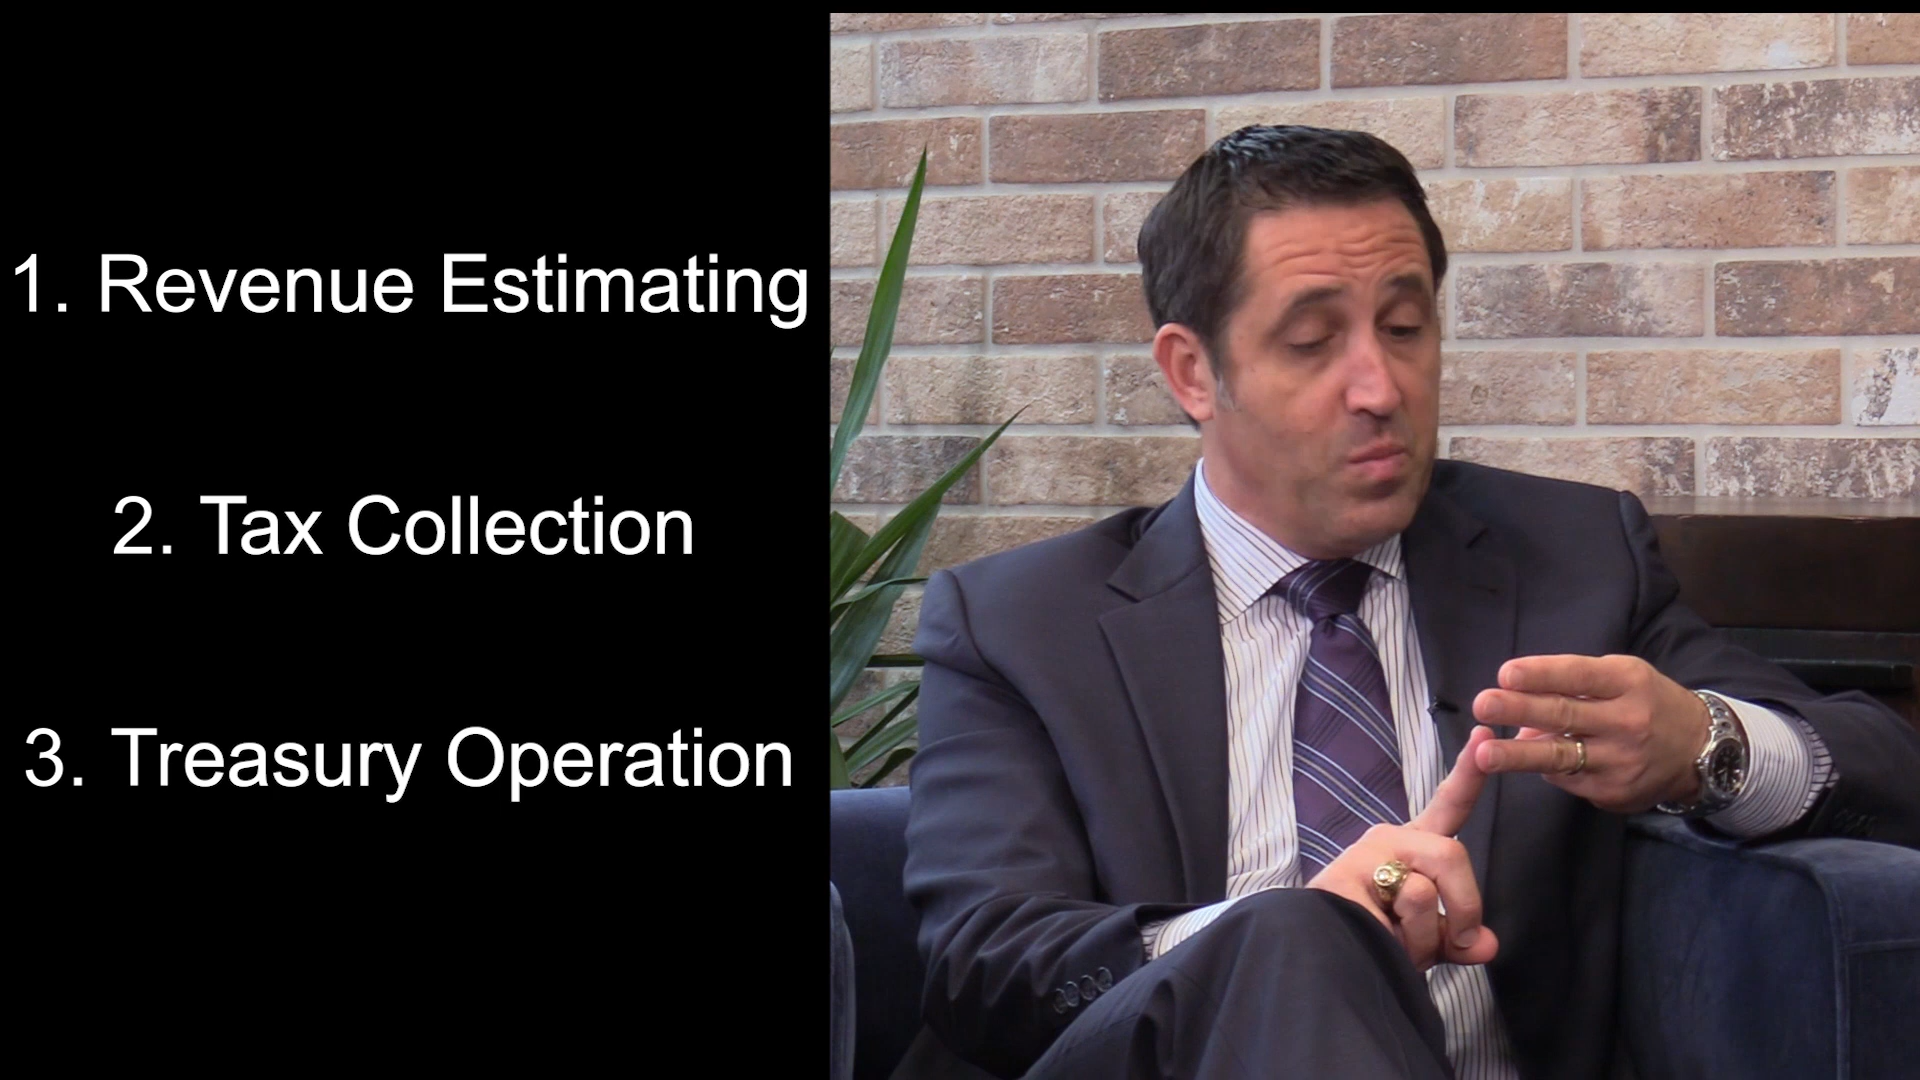 1. Revenue Estimating
2. Tax Collection
3. Treasury Operation